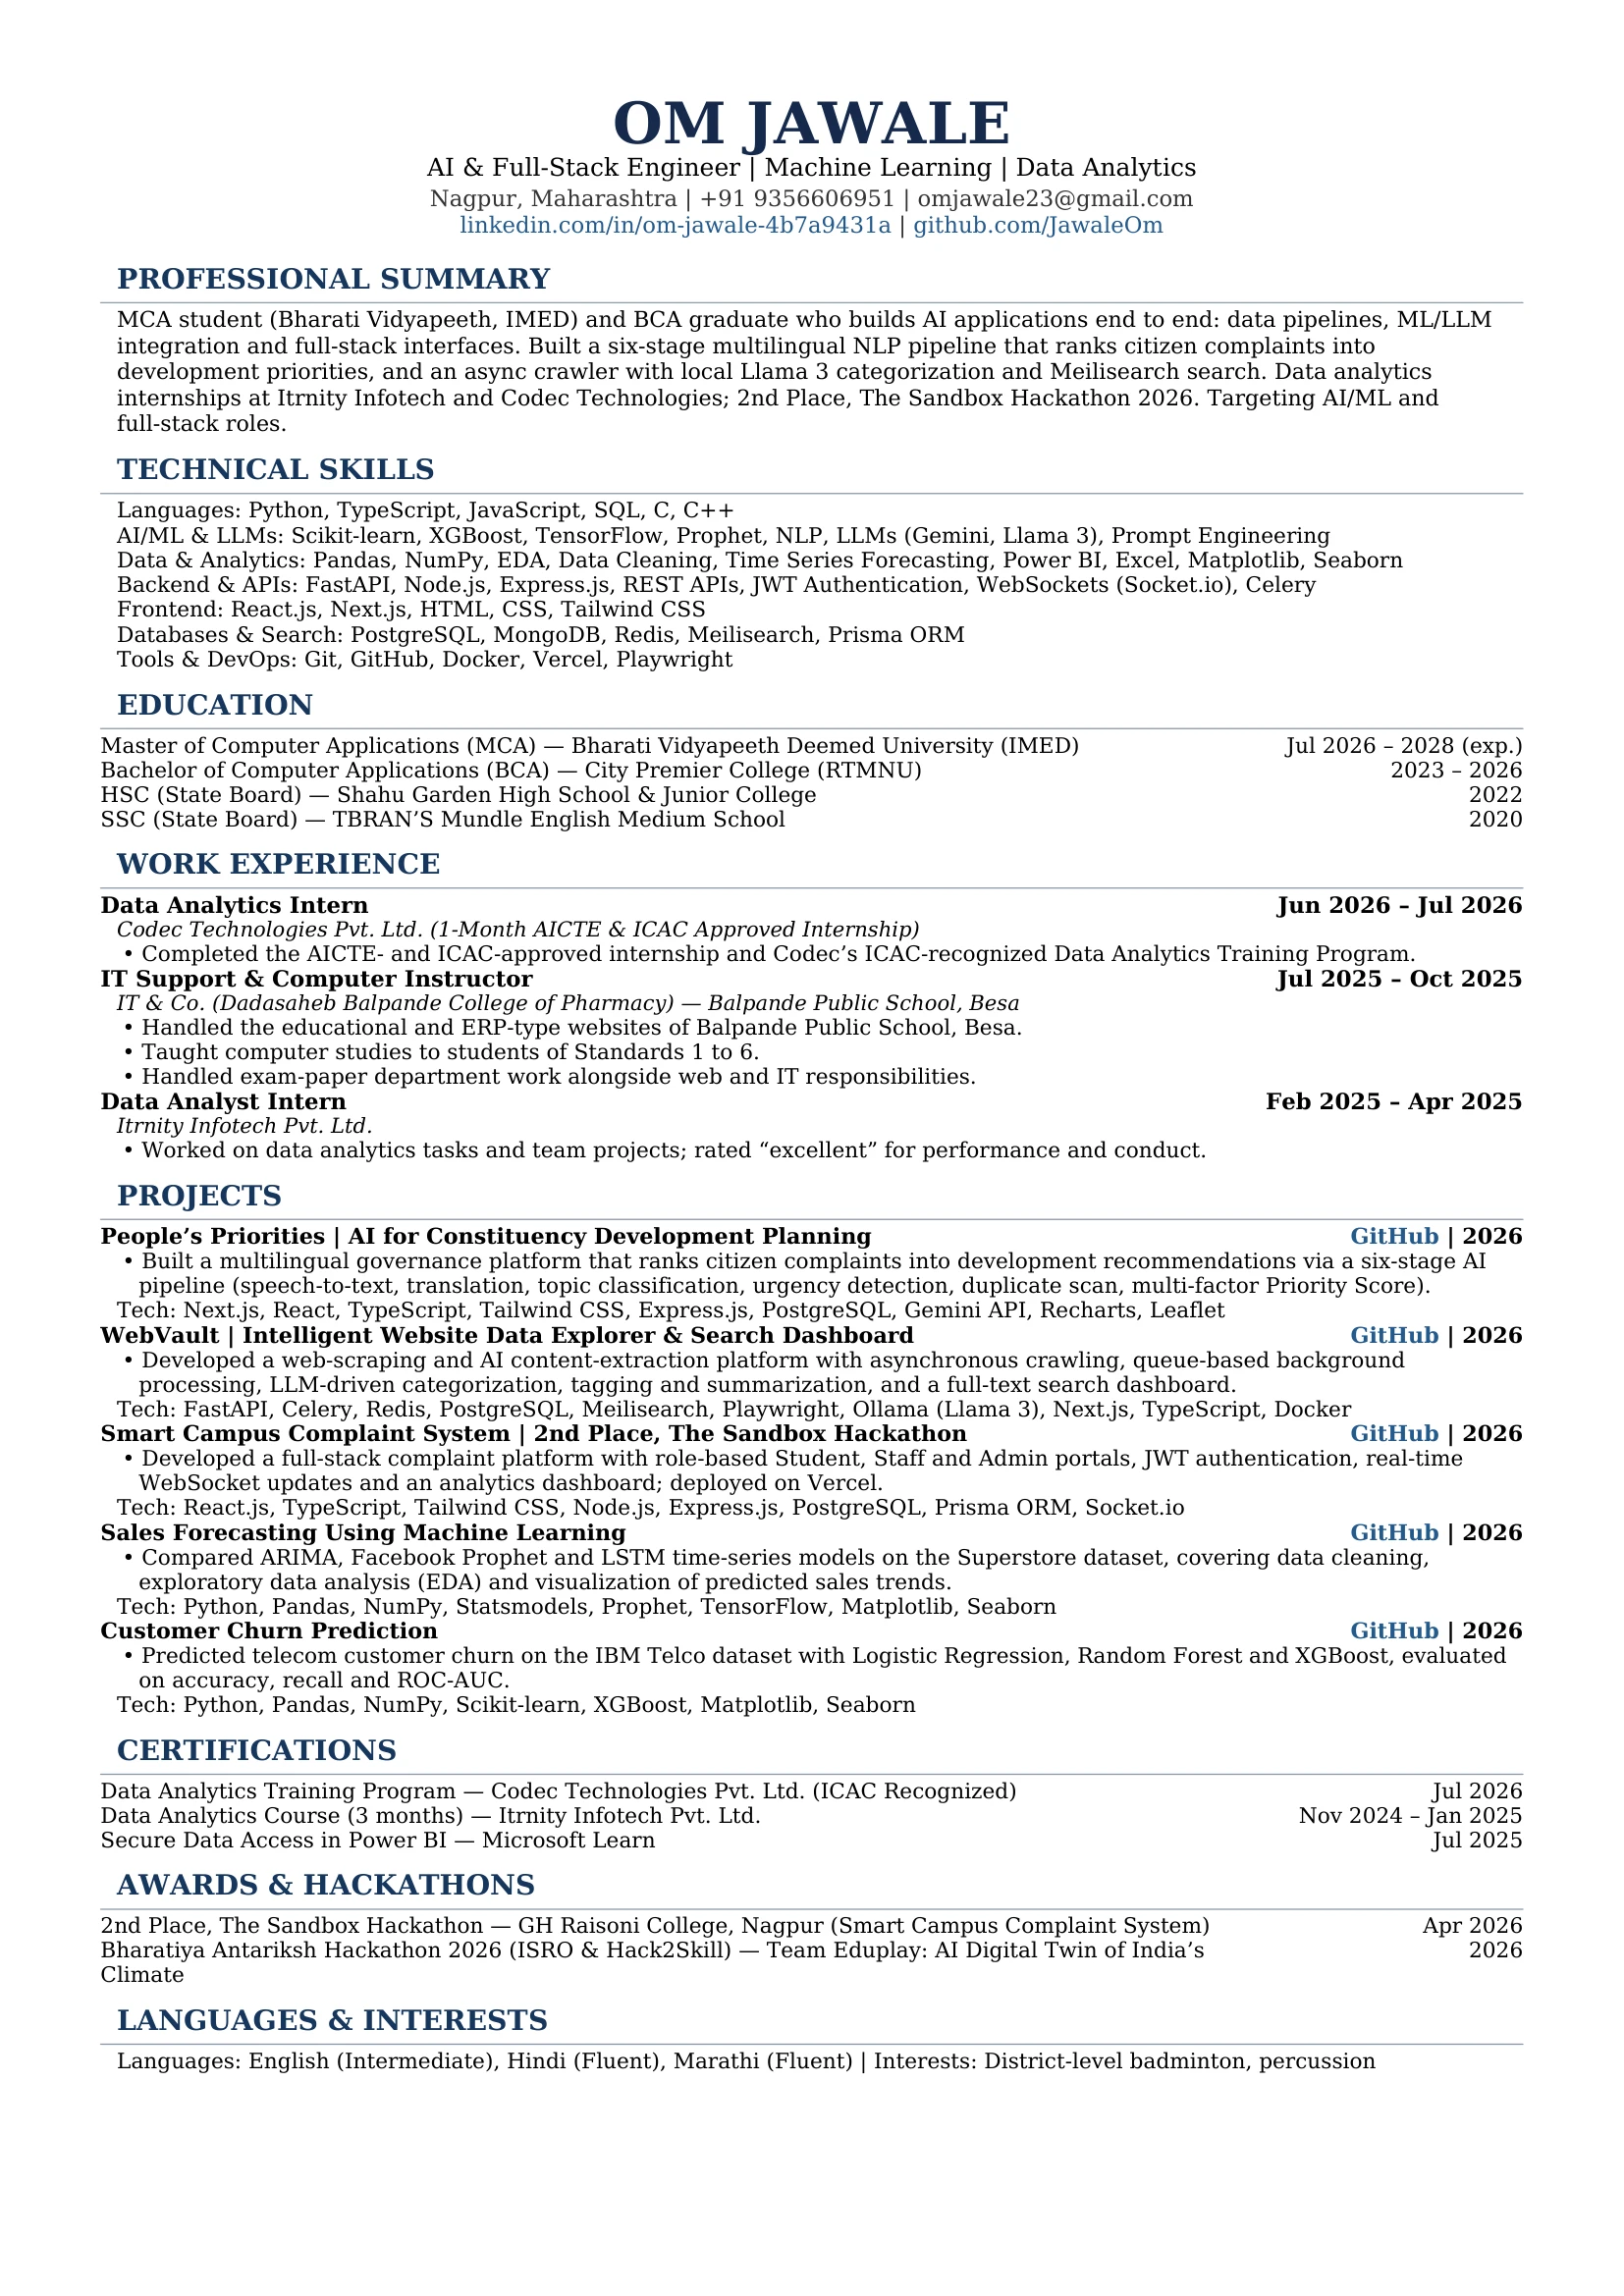 OM JAWALE
AI & Full-Stack Engineer | Machine Learning | Data Analytics
Nagpur, Maharashtra | +91 9356606951 | omjawale23@gmail.com
linkedin.com/in/om-jawale-4b7a9431a | github.com/JawaleOm
PROFESSIONAL SUMMARY
MCA student (Bharati Vidyapeeth, IMED) and BCA graduate who builds AI applications end to end: data pipelines, ML/LLM
integration and full-stack interfaces. Built a six-stage multilingual NLP pipeline that ranks citizen complaints into
development priorities, and an async crawler with local Llama 3 categorization and Meilisearch search. Data analytics
internships at Itrnity Infotech and Codec Technologies; 2nd Place, The Sandbox Hackathon 2026. Targeting AI/ML and
full-stack roles.
TECHNICAL SKILLS
Languages: Python, TypeScript, JavaScript, SQL, C, C++
AI/ML & LLMs: Scikit-learn, XGBoost, TensorFlow, Prophet, NLP, LLMs (Gemini, Llama 3), Prompt Engineering
Data & Analytics: Pandas, NumPy, EDA, Data Cleaning, Time Series Forecasting, Power BI, Excel, Matplotlib, Seaborn
Backend & APIs: FastAPI, Node.js, Express.js, REST APIs, JWT Authentication, WebSockets (Socket.io), Celery
Frontend: React.js, Next.js, HTML, CSS, Tailwind CSS
Databases & Search: PostgreSQL, MongoDB, Redis, Meilisearch, Prisma ORM
Tools & DevOps: Git, GitHub, Docker, Vercel, Playwright
EDUCATION
Master of Computer Applications (MCA) — Bharati Vidyapeeth Deemed University (IMED) Jul 2026 – 2028 (exp.)
Bachelor of Computer Applications (BCA) — City Premier College (RTMNU) 2023 – 2026
HSC (State Board) — Shahu Garden High School & Junior College 2022
SSC (State Board) — TBRAN’S Mundle English Medium School 2020
WORK EXPERIENCE
Data Analytics Intern Jun 2026 – Jul 2026
Codec Technologies Pvt. Ltd. (1-Month AICTE & ICAC Approved Internship)
• Completed the AICTE- and ICAC-approved internship and Codec’s ICAC-recognized Data Analytics Training Program.
IT Support & Computer Instructor Jul 2025 – Oct 2025
IT & Co. (Dadasaheb Balpande College of Pharmacy) — Balpande Public School, Besa
• Handled the educational and ERP-type websites of Balpande Public School, Besa.
• Taught computer studies to students of Standards 1 to 6.
• Handled exam-paper department work alongside web and IT responsibilities.
Data Analyst Intern Feb 2025 – Apr 2025
Itrnity Infotech Pvt. Ltd.
• Worked on data analytics tasks and team projects; rated “excellent” for performance and conduct.
PROJECTS
People’s Priorities | AI for Constituency Development Planning GitHub | 2026
• Built a multilingual governance platform that ranks citizen complaints into development recommendations via a six-stage AI
pipeline (speech-to-text, translation, topic classification, urgency detection, duplicate scan, multi-factor Priority Score).
Tech: Next.js, React, TypeScript, Tailwind CSS, Express.js, PostgreSQL, Gemini API, Recharts, Leaflet
WebVault | Intelligent Website Data Explorer & Search Dashboard GitHub | 2026
• Developed a web-scraping and AI content-extraction platform with asynchronous crawling, queue-based background
processing, LLM-driven categorization, tagging and summarization, and a full-text search dashboard.
Tech: FastAPI, Celery, Redis, PostgreSQL, Meilisearch, Playwright, Ollama (Llama 3), Next.js, TypeScript, Docker
Smart Campus Complaint System | 2nd Place, The Sandbox Hackathon GitHub | 2026
• Developed a full-stack complaint platform with role-based Student, Staff and Admin portals, JWT authentication, real-time
WebSocket updates and an analytics dashboard; deployed on Vercel.
Tech: React.js, TypeScript, Tailwind CSS, Node.js, Express.js, PostgreSQL, Prisma ORM, Socket.io
Sales Forecasting Using Machine Learning GitHub | 2026
• Compared ARIMA, Facebook Prophet and LSTM time-series models on the Superstore dataset, covering data cleaning,
exploratory data analysis (EDA) and visualization of predicted sales trends.
Tech: Python, Pandas, NumPy, Statsmodels, Prophet, TensorFlow, Matplotlib, Seaborn
Customer Churn Prediction GitHub | 2026
• Predicted telecom customer churn on the IBM Telco dataset with Logistic Regression, Random Forest and XGBoost, evaluated
on accuracy, recall and ROC-AUC.
Tech: Python, Pandas, NumPy, Scikit-learn, XGBoost, Matplotlib, Seaborn
CERTIFICATIONS
Data Analytics Training Program — Codec Technologies Pvt. Ltd. (ICAC Recognized) Jul 2026
Data Analytics Course (3 months) — Itrnity Infotech Pvt. Ltd. Nov 2024 – Jan 2025
Secure Data Access in Power BI — Microsoft Learn Jul 2025
AWARDS & HACKATHONS
2nd Place, The Sandbox Hackathon — GH Raisoni College, Nagpur (Smart Campus Complaint System) Apr 2026
Bharatiya Antariksh Hackathon 2026 (ISRO & Hack2Skill) — Team Eduplay: AI Digital Twin of India’s 2026
Climate
LANGUAGES & INTERESTS
Languages: English (Intermediate), Hindi (Fluent), Marathi (Fluent) | Interests: District-level badminton, percussion